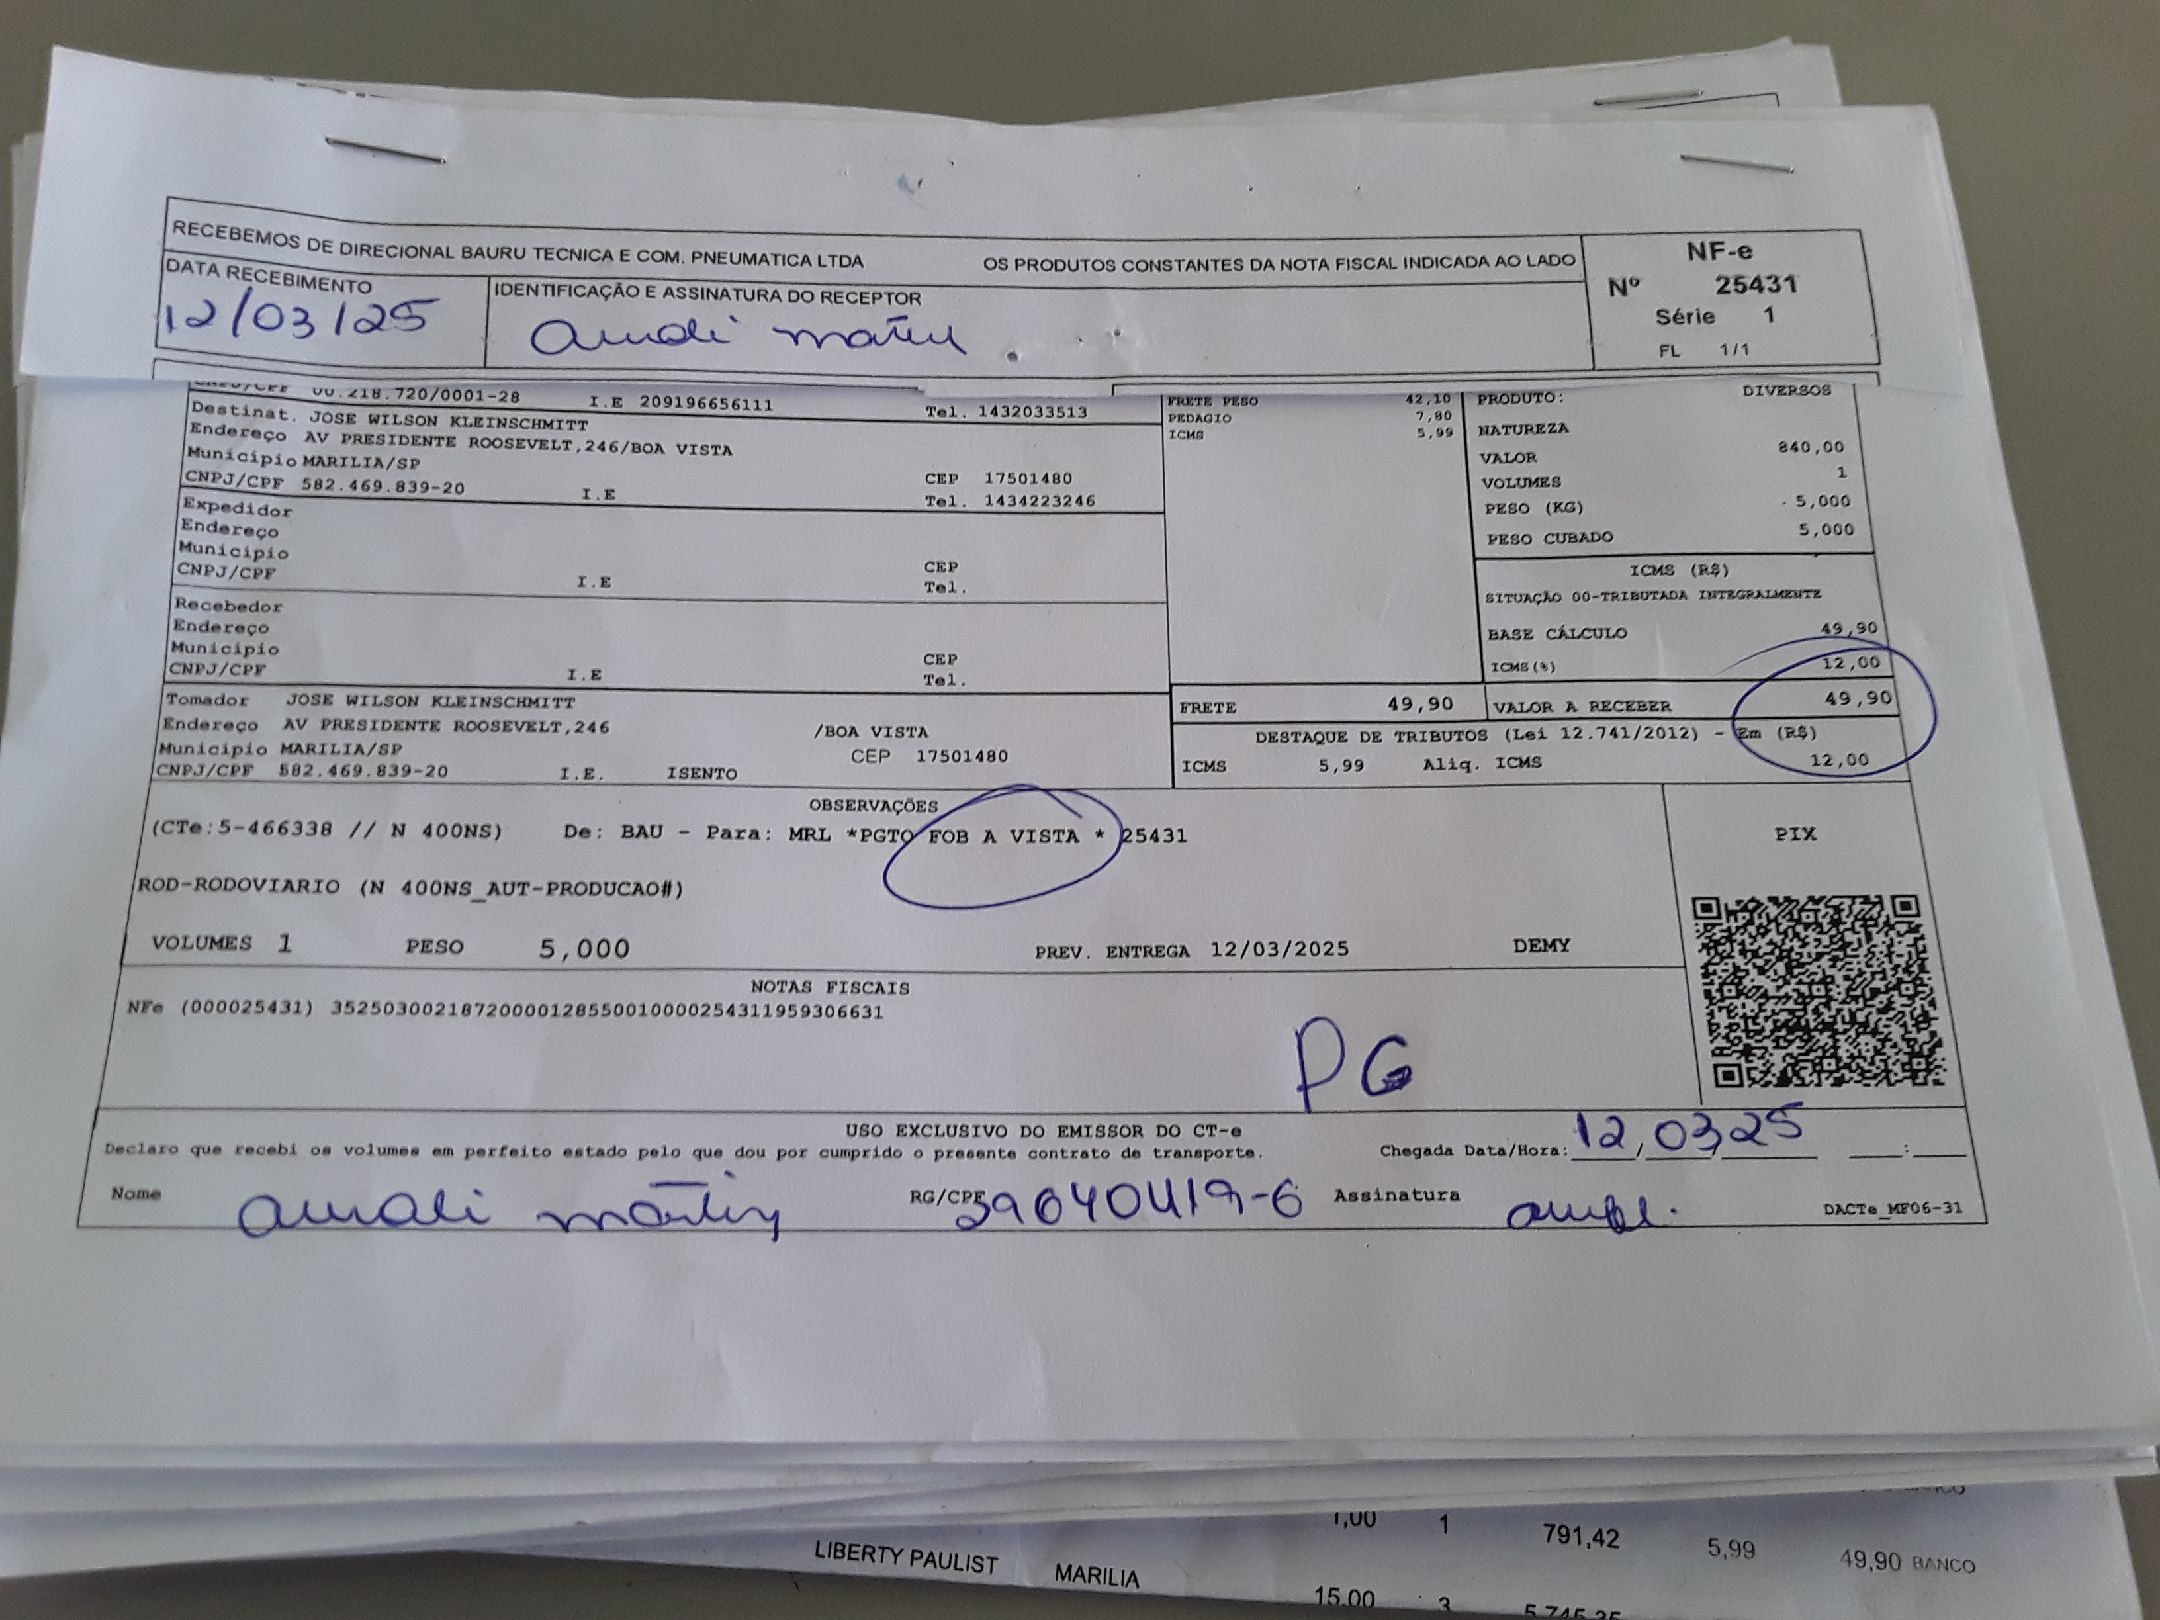 RECEBEMOS DE DIRECIONAL BAURU TECNICA E COM. PNEUMATICA LTDA OS PRODUTOS CONSTANTES DA NOTA FISCAL INDICADA AO LADO
NF-e
Nº 25431
Série 1
FL 1/1
DATA RECEBIMENTO
12/03/25
IDENTIFICAÇÃO E ASSINATURA DO RECEPTOR
CNPJ/CPF 00.218.720/0001-28 I.E 209196656111 Tel. 1432033513
Destinat. JOSE WILSON KLEINSCHMITT
Endereço AV PRESIDENTE ROOSEVELT,246/BOA VISTA
Município MARILIA/SP CEP 17501480
CNPJ/CPF 582.469.839-20 I.E Tel. 1434223246
Expedidor
Endereço
Município CEP
CNPJ/CPF I.E Tel.
Recebedor
Endereço
Município CEP
CNPJ/CPF I.E Tel.
Tomador JOSE WILSON KLEINSCHMITT
Endereço AV PRESIDENTE ROOSEVELT,246 /BOA VISTA
Município MARILIA/SP CEP 17501480
CNPJ/CPF 582.469.839-20 I.E. ISENTO
FRETE PESO 42,10
PEDAGIO 7,80
ICMS 5,99
PRODUTO: DIVERSOS
NATUREZA
VALOR 840,00
VOLUMES 1
PESO (KG) 5,000
PESO CUBADO 5,000
ICMS (R$)
SITUAÇÃO 00-TRIBUTADA INTEGRALMENTE
BASE CÁLCULO 49,90
ICMS(%) 12,00
FRETE 49,90 VALOR A RECEBER 49,90
DESTAQUE DE TRIBUTOS (Lei 12.741/2012) - Em (R$)
ICMS 5,99 Aliq. ICMS 12,00
OBSERVAÇÕES
(CTe:5-466338 // N 400NS) De: BAU - Para: MRL *PGTO FOB A VISTA * 25431
PIX
ROD-RODOVIARIO (N 400NS_AUT-PRODUCAO#)
VOLUMES 1 PESO 5,000 PREV. ENTREGA 12/03/2025 DEMY
NOTAS FISCAIS
NFe (000025431) 35250300218720000128550010000254311959306631
PG
USO EXCLUSIVO DO EMISSOR DO CT-e
Declaro que recebi os volumes em perfeito estado pelo que dou por cumprido o presente contrato de transporte. Chegada Data/Hora: 12/03/25 :
Nome RG/CPF 39040419-6 Assinatura DACTe_MF06-31
1,00 1 791,42 5,99 49,90 BANCO
LIBERTY PAULIST MARILIA 15,00 3